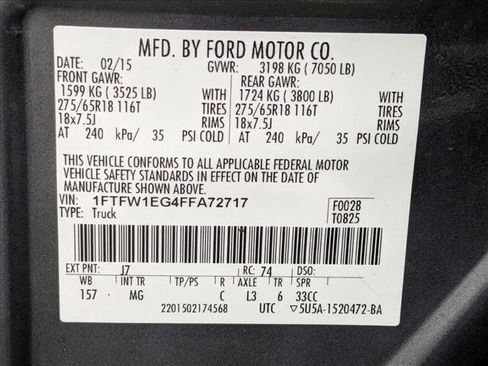 MFD. BY FORD MOTOR CO.
DATE: 02/15 GVWR: 3198 KG ( 7050 LB)
FRONT GAWR: REAR GAWR:
1599 KG ( 3525 LB) WITH 1724 KG ( 3800 LB) WITH
275/65R18 116T TIRES 275/65R18 116T TIRES
18x7.5J RIMS 18x7.5J RIMS
AT 240 kPa/ 35 PSI COLD AT 240 kPa/ 35 PSI COLD
THIS VEHICLE CONFORMS TO ALL APPLICABLE FEDERAL MOTOR
VEHICLE SAFETY STANDARDS IN EFFECT ON THE DATE OF
MANUFACTURE SHOWN ABOVE.
VIN: 1FTFW1EG4FFA72717 F0028
TYPE: Truck T0825
EXT PNT: J7 RC: 74 DSO:
WB INT TR TP/PS R AXLE TR SPR
157 MG C L3 6 33CC
2201502174568 UTC ▽5U5A-1520472-BA